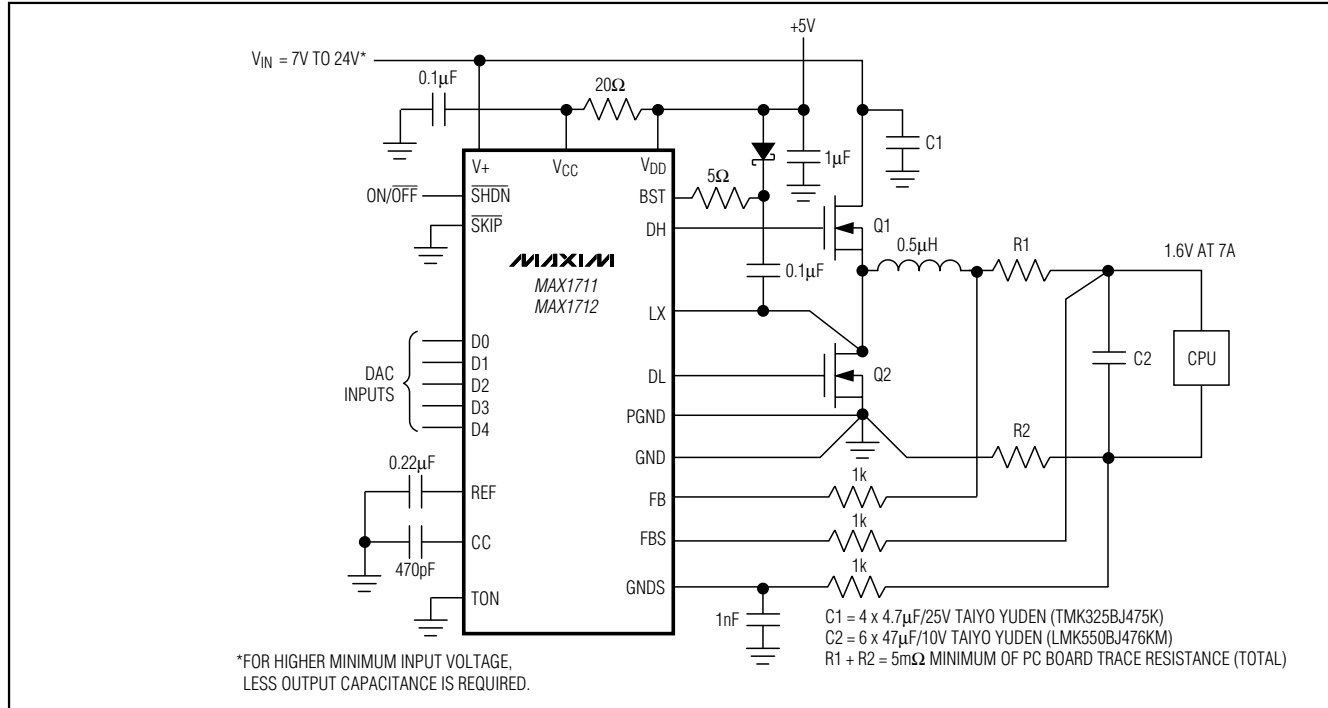 +5V
VIN = 7V TO 24V*
0.1µF
20Ω
C1
1µF
V+
VCC
VDD
5Ω
BST
ON/OFF
SHDN
SKIP
DH
Q1
MAXIM
MAX1711
MAX1712
0.5µH
R1
1.6V AT 7A
0.1µF
LX
D0
D1
D2
D3
D4
DAC
INPUTS
DL
Q2
C2
CPU
PGND
R2
GND
0.22µF
REF
1k
FB
1k
FBS
CC
470pF
1k
GNDS
TON
1nF
C1 = 4 x 4.7µF/25V TAIYO YUDEN (TMK325BJ475K)
C2 = 6 x 47µF/10V TAIYO YUDEN (LMK550BJ476KM)
R1 + R2 = 5mΩ MINIMUM OF PC BOARD TRACE RESISTANCE (TOTAL)
*FOR HIGHER MINIMUM INPUT VOLTAGE,
LESS OUTPUT CAPACITANCE IS REQUIRED.